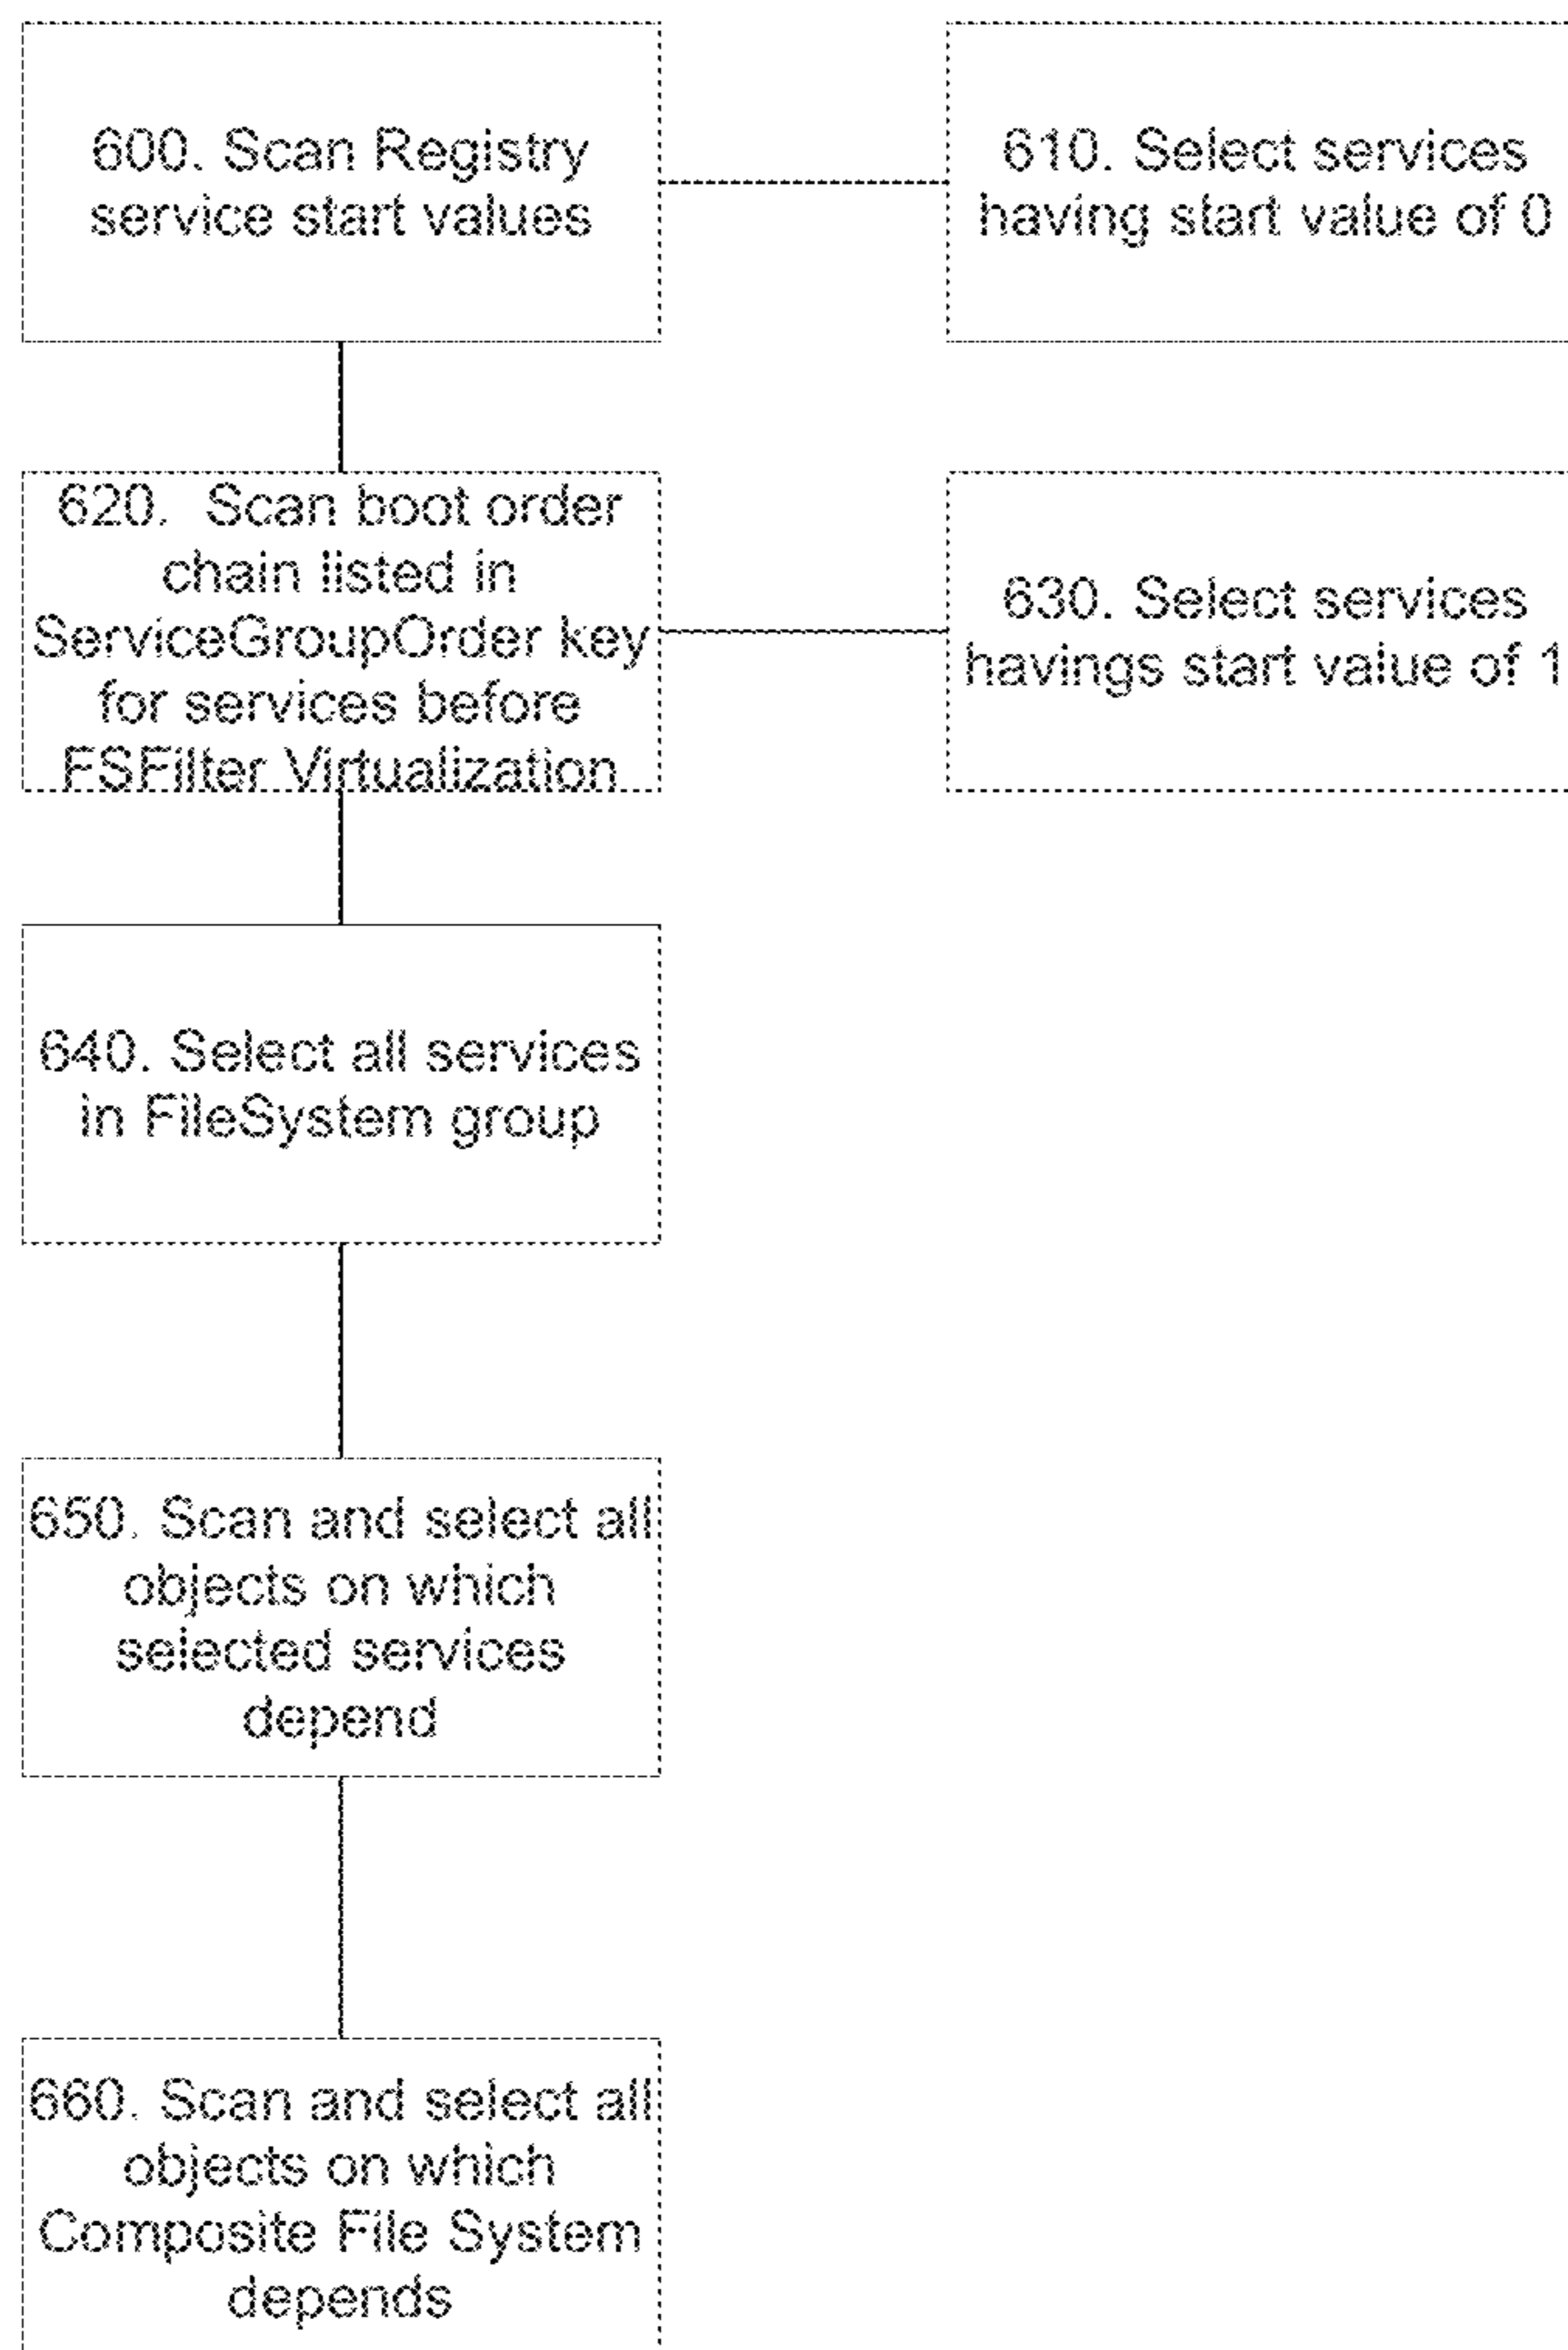 600. Scan Registry
service start values
610. Select services
having start value of 0
620.  Scan boot order
chain listed in
ServiceGroupOrder key
for services before
FSFilter Virtualization
630. Select services
havings start value of 1
640. Select all services
in FileSystem group
650. Scan and select all
objects on which
selected services
depend
660. Scan and select all
objects on which
Composite File System
depends